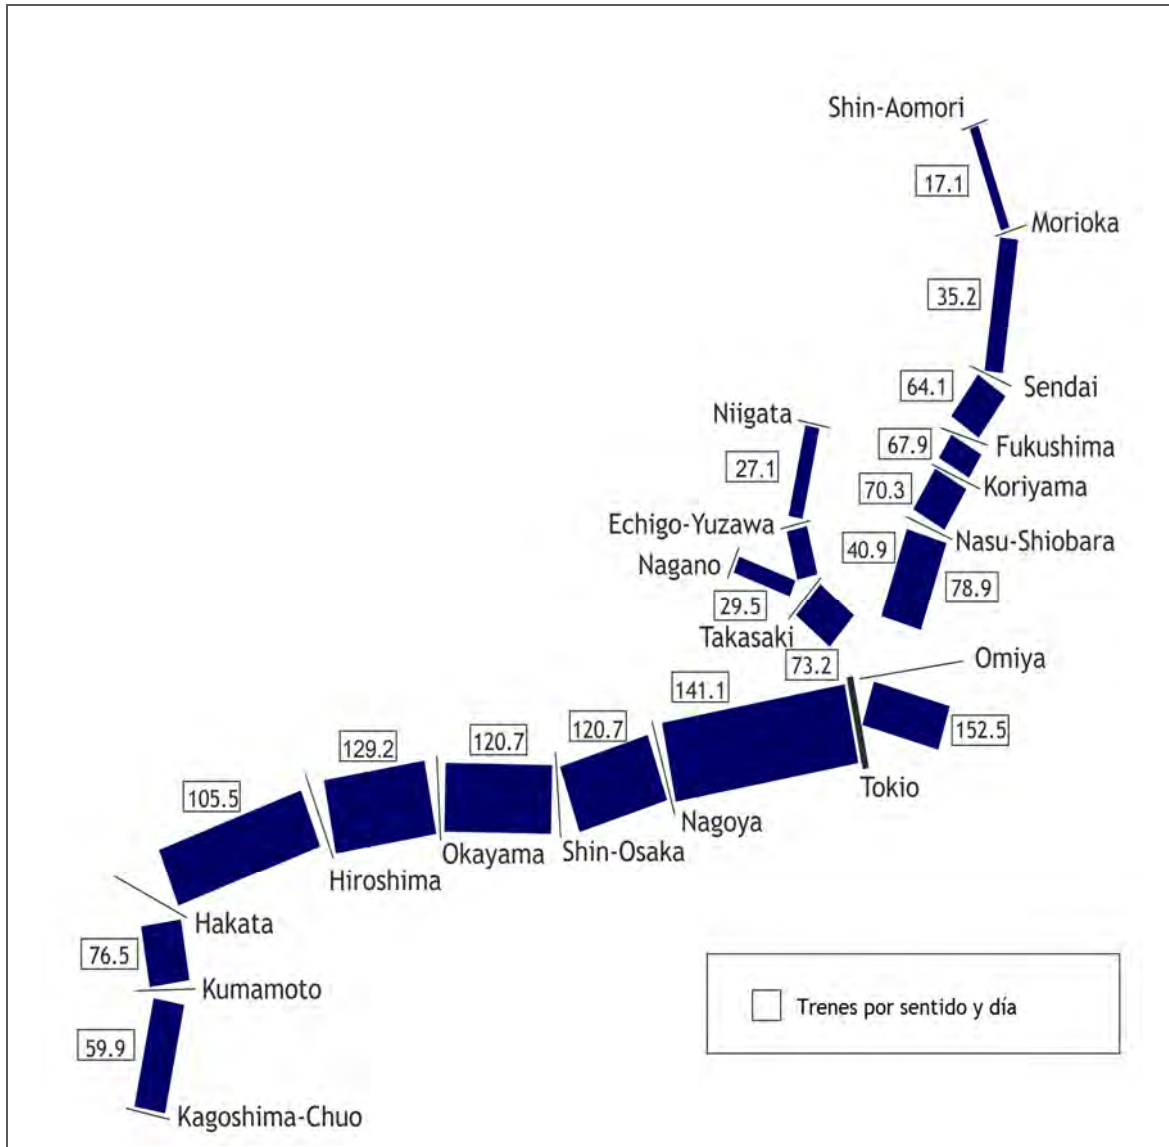 Shin-Aomori
17.1
Morioka
35.2
64.1
Sendai
Niigata
67.9
Fukushima
27.1
70.3
Koriyama
Echigo-Yuzawa
40.9
Nasu-Shiobara
Nagano
78.9
29.5
Takasaki
73.2
Omiya
141.1
152.5
120.7
120.7
129.2
Tokio
105.5
Nagoya
Shin-Osaka
Okayama
Hiroshima
Hakata
76.5
Kumamoto
Trenes por sentido y día
59.9
Kagoshima-Chuo